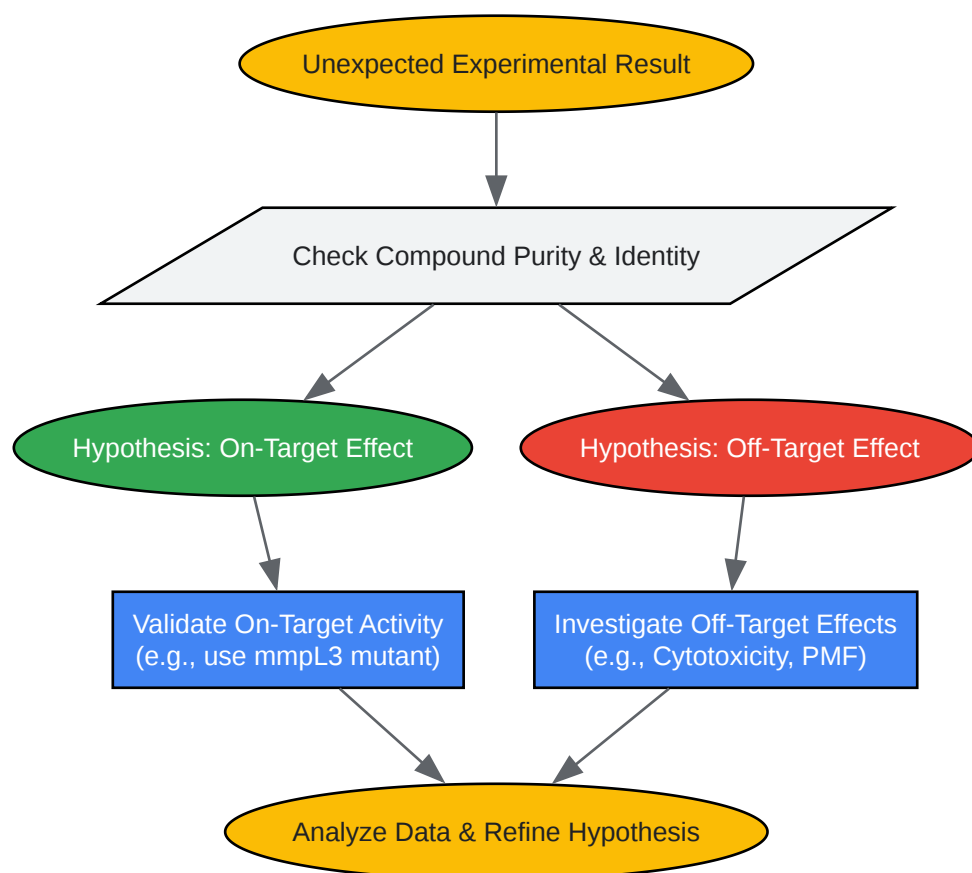 Unexpected Experimental Result
Check Compound Purity & Identity
Hypothesis: On-Target Effect
Hypothesis: Off-Target Effect
Validate On-Target Activity
(e.g., use mmpL3 mutant)
Investigate Off-Target Effects
(e.g., Cytotoxicity, PMF)
Analyze Data & Refine Hypothesis